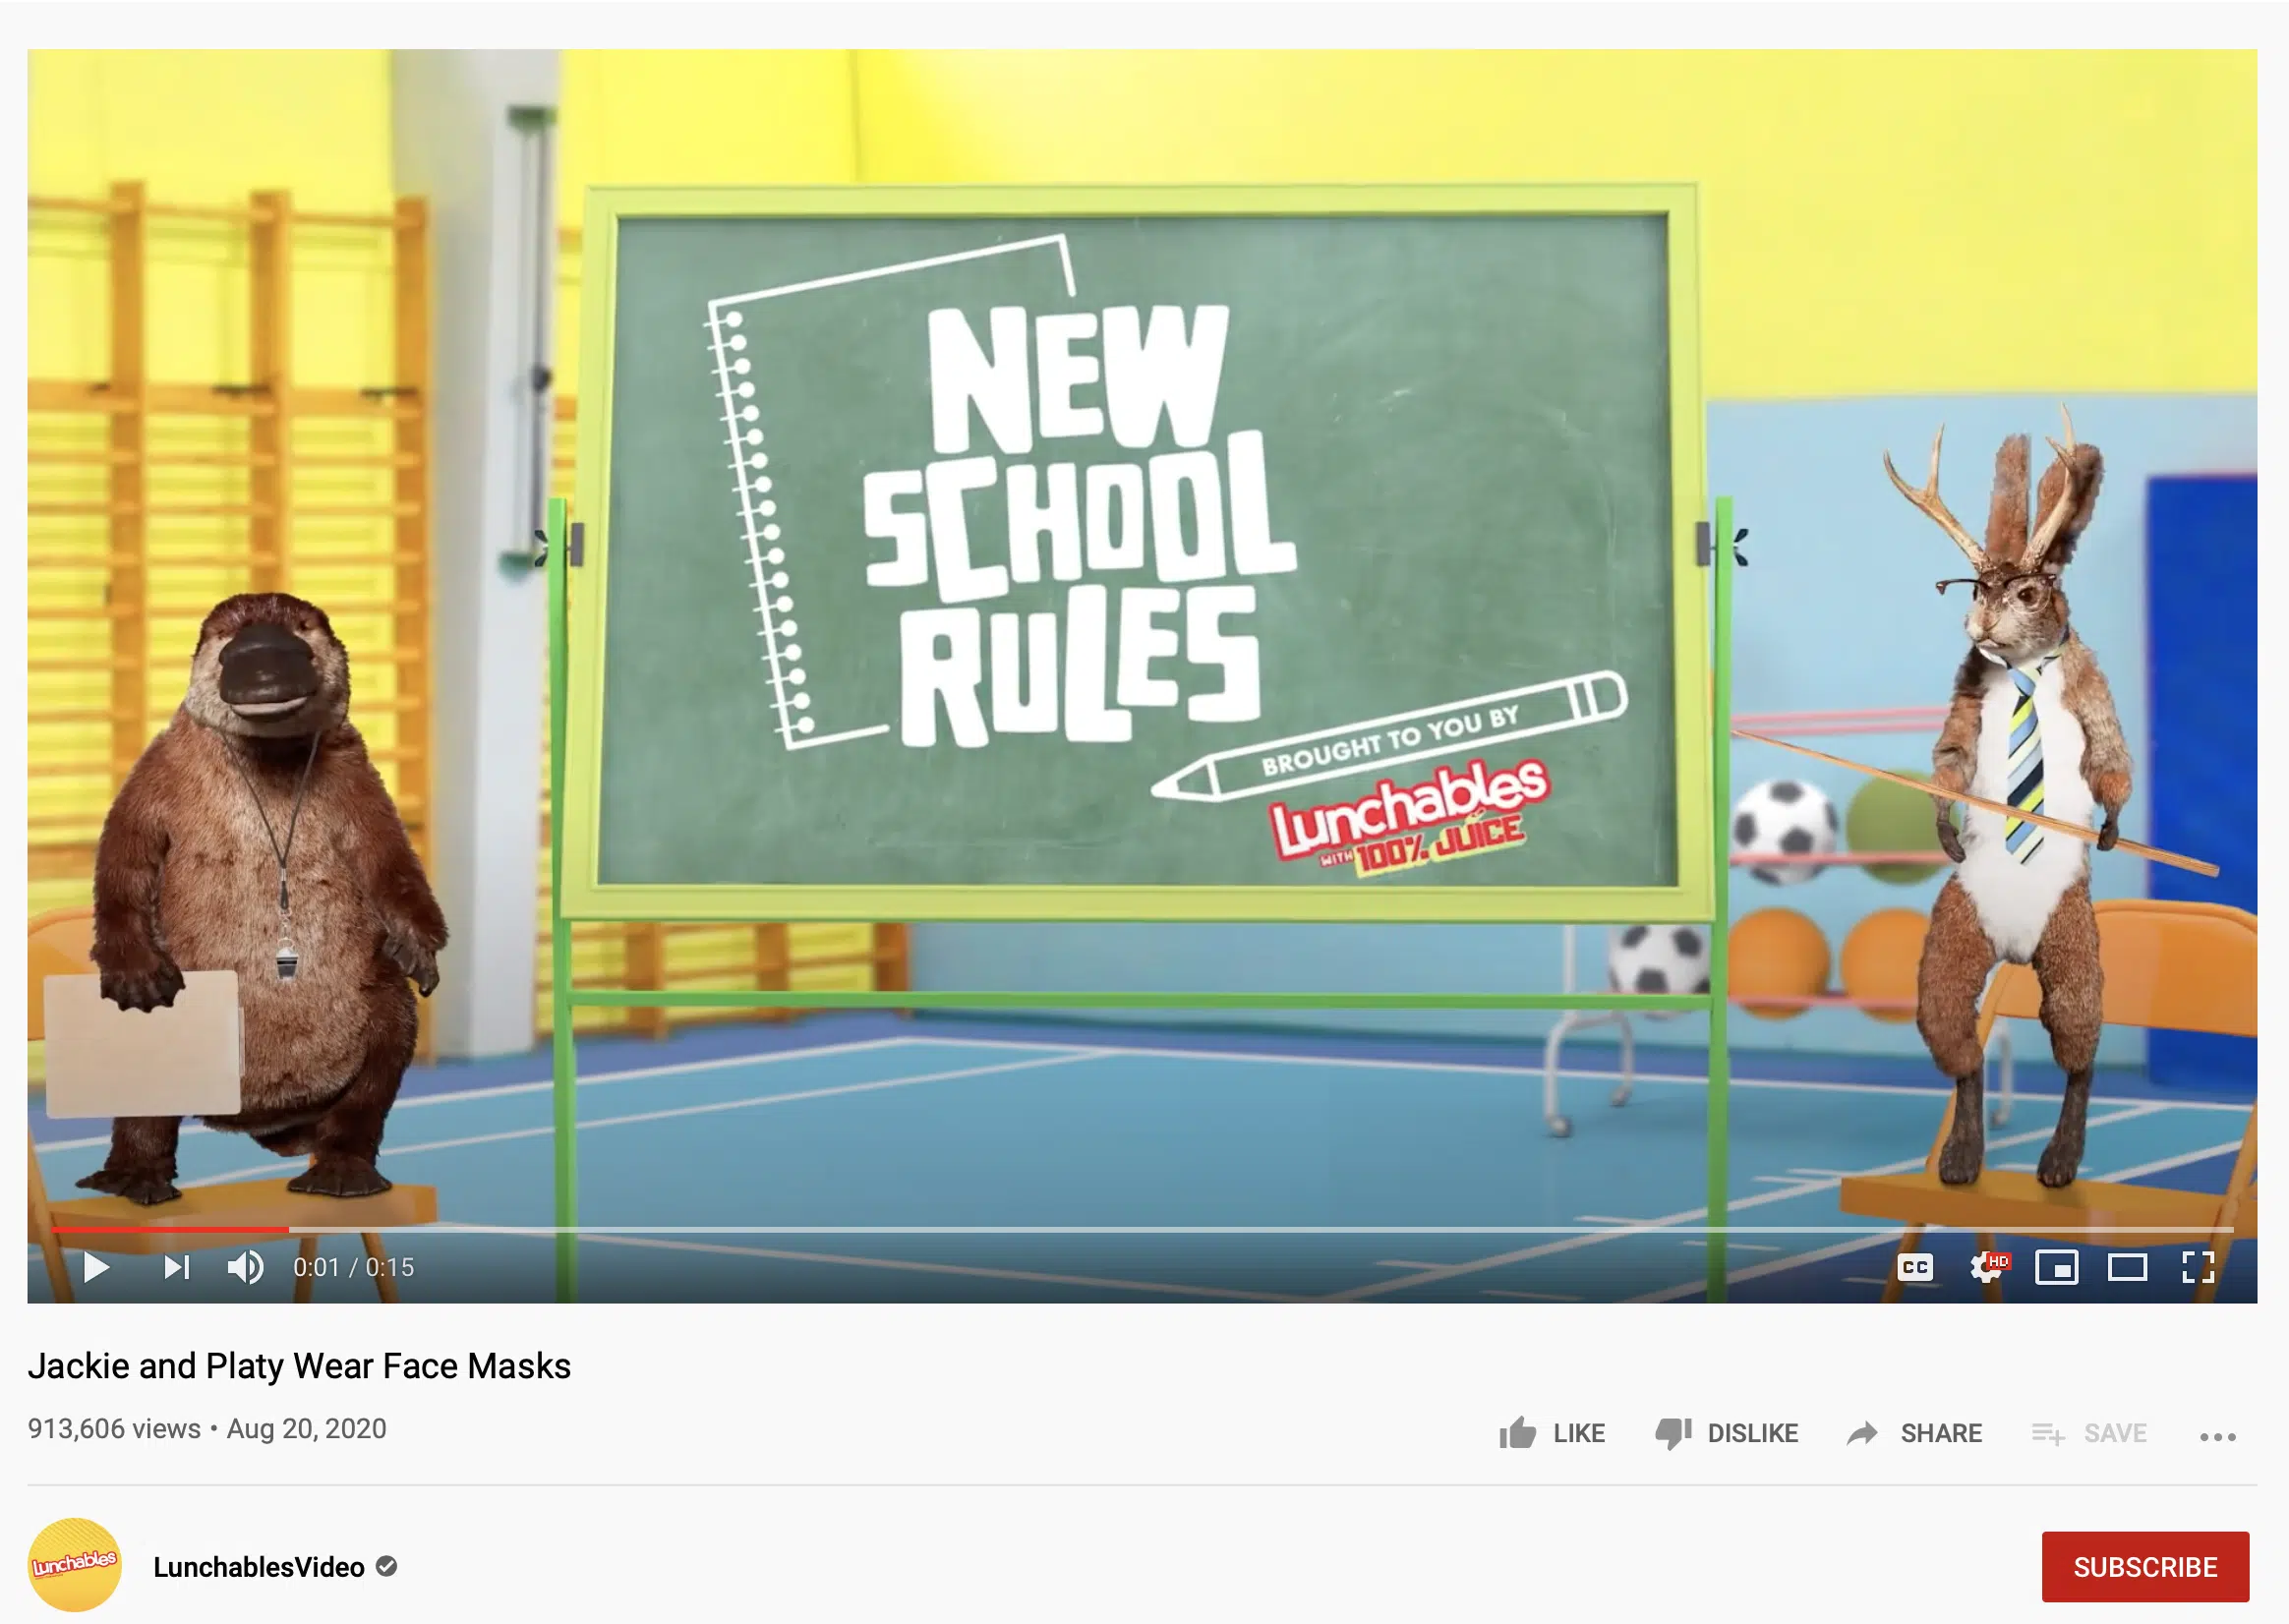 NEW
SCHOOL
RULES
BROUGHT TO YOU BY
Lunchables
WITH 100% JUICE
0:01 / 0:15
CC
HD
Jackie and Platy Wear Face Masks
913,606 views • Aug 20, 2020
LIKE DISLIKE SHARE SAVE
Lunchables
LunchablesVideo
SUBSCRIBE